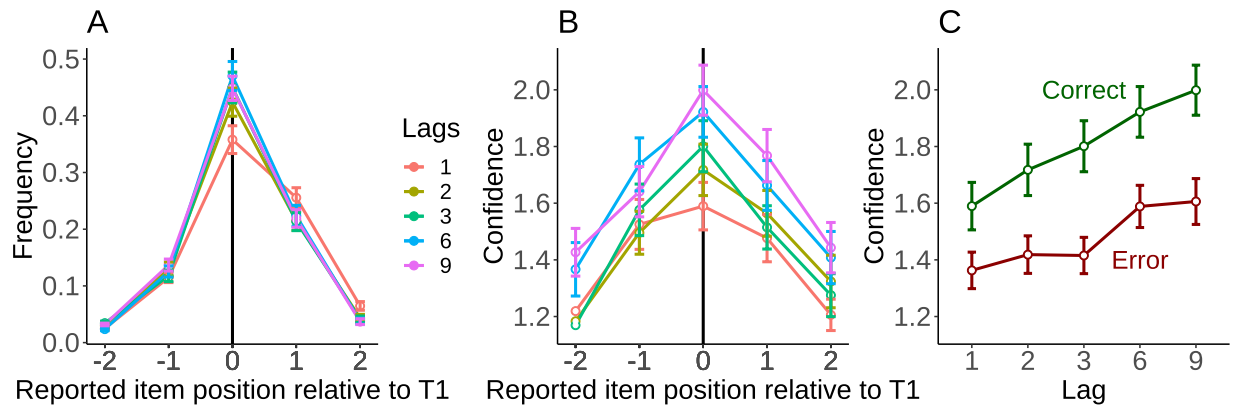 A
Frequency
0.5
0.4
0.3
0.2
0.1
0.0
-2 -1 0 1 2
Reported item position relative to T1
Lags
1
2
3
6
9
B
Confidence
2.0
1.8
1.6
1.4
1.2
-2 -1 0 1 2
Reported item position relative to T1
C
Confidence
2.0
1.8
1.6
1.4
1.2
Correct
Error
1 2 3 6 9
Lag